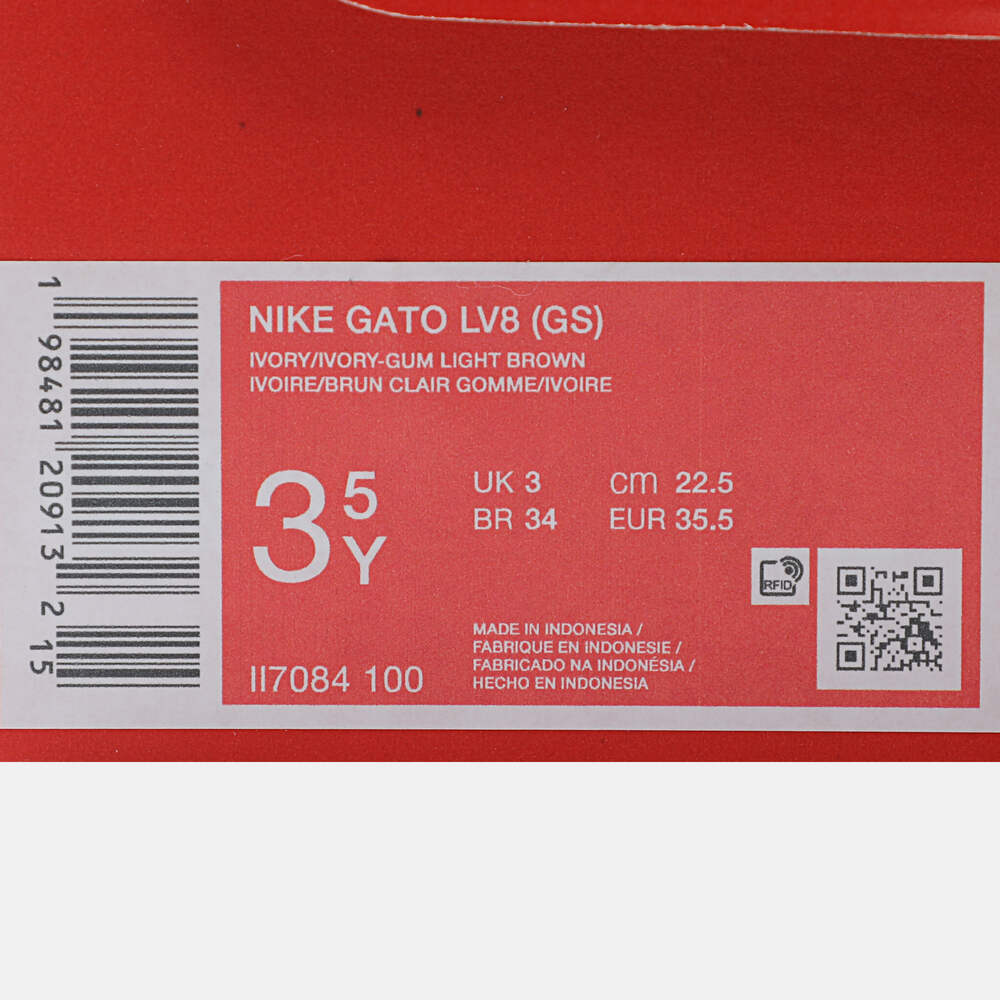 NIKE GATO LV8 (GS)
IVORY/IVORY-GUM LIGHT BROWN
IVOIRE/BRUN CLAIR GOMME/IVOIRE
3 5 Y
UK 3 cm 22.5
BR 34 EUR 35.5
RFID
MADE IN INDONESIA /
FABRIQUE EN INDONESIE /
FABRICADO NA INDONÉSIA /
HECHO EN INDONESIA
II7084 100
1 98481 20913 2 15